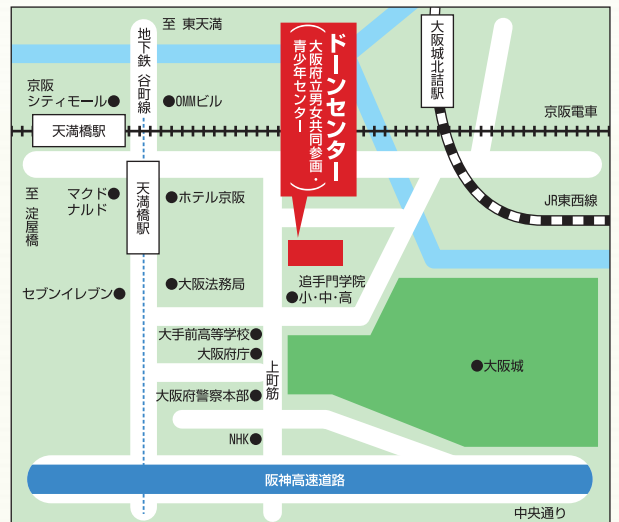 至 東天満
地下鉄 谷町線
京阪
シティモール
OMMビル
ドーンセンター
(大阪府立男女共同参画・
青少年センター)
大阪城北詰駅
京阪電車
天満橋駅
至 淀屋橋
マクド
ナルド
天満橋駅
ホテル京阪
JR東西線
セブンイレブン
大阪法務局
追手門学院
小・中・高
大手前高等学校
大阪府庁
上町筋
大阪城
大阪府警察本部
NHK
阪神高速道路
中央通り